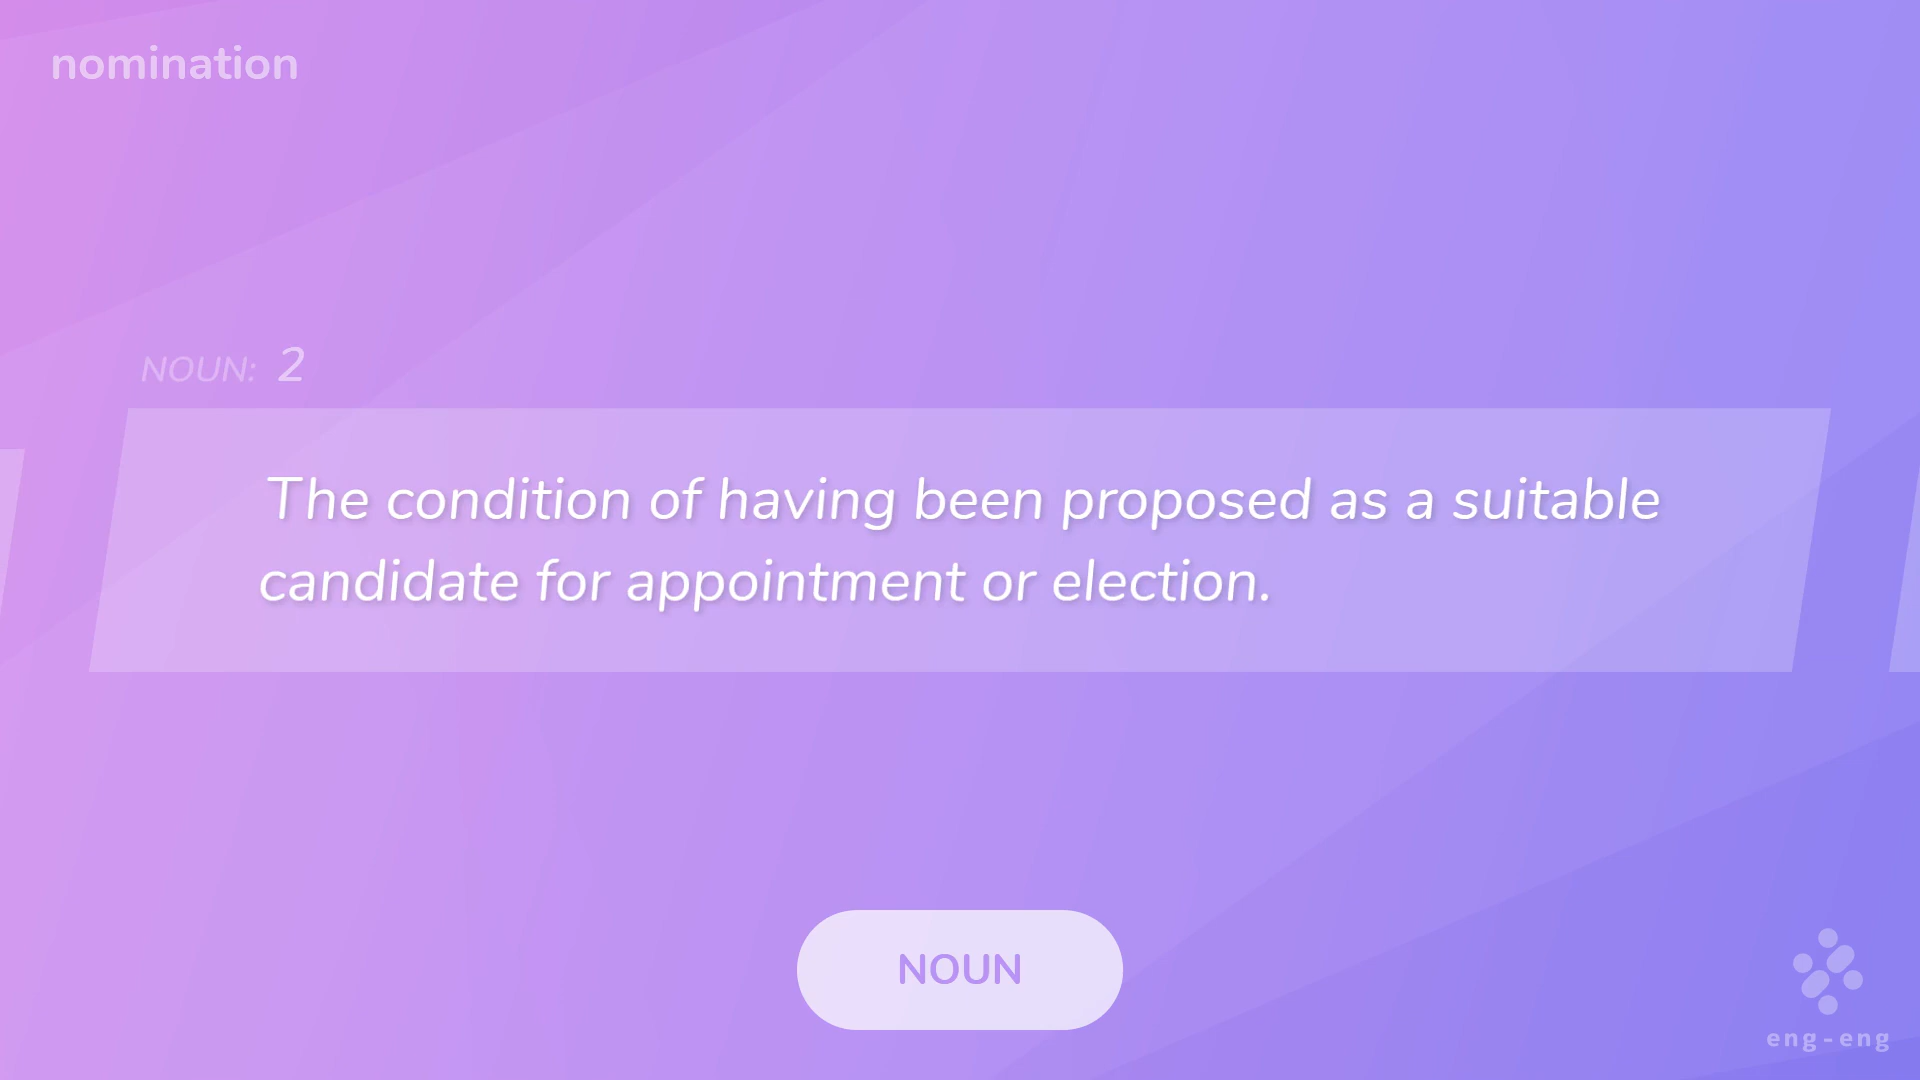 nomination
NOUN: 2
The condition of having been proposed as a suitable
candidate for appointment or election.
NOUN
eng-eng